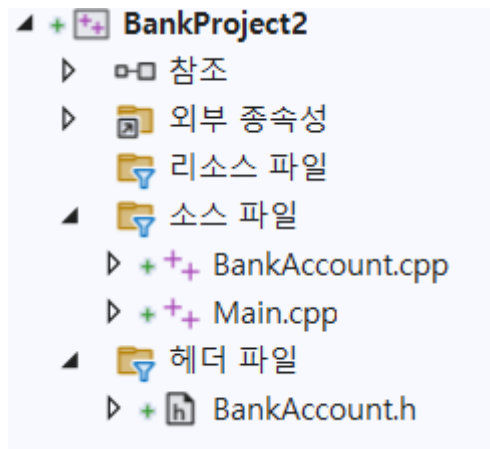 BankProject2
참조
외부 종속성
리소스 파일
소스 파일
BankAccount.cpp
Main.cpp
헤더 파일
BankAccount.h